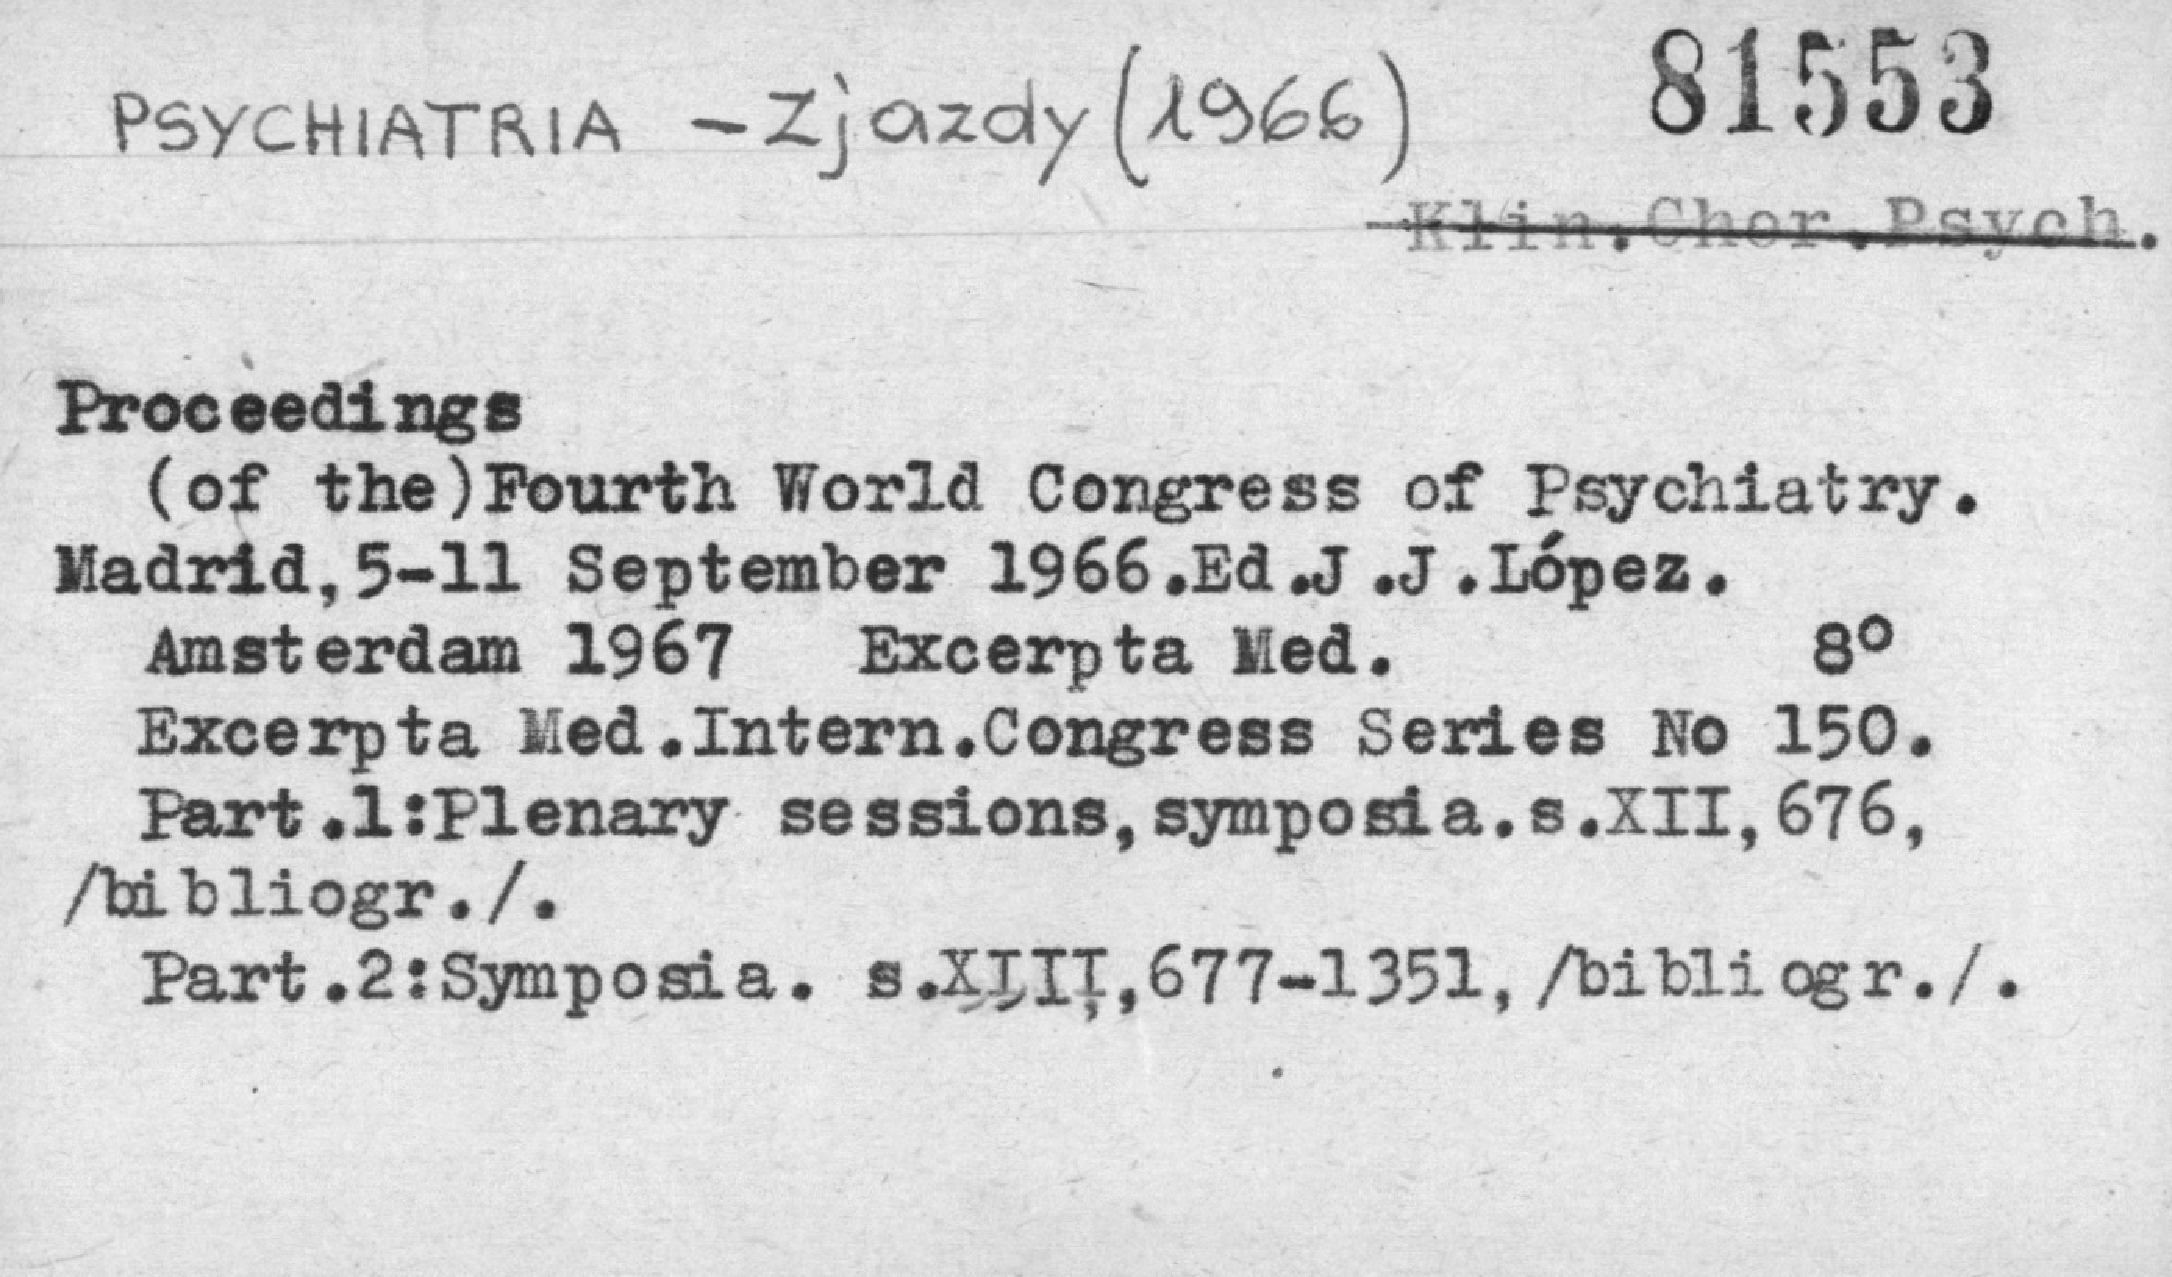 PSYCHIATRIA - Zjazdy (1966)
81553
Klin.Chor.Psych.
Proceedings
(of the)Fourth World Congress of Psychiatry.
Madrid,5-11 September 1966.Ed.J.J.López.
Amsterdam 1967 Excerpta Med. 8°
Excerpta Med.Intern.Congress Series No 150.
Part.1:Plenary sessions,symposia.s.XII,676,
/bibliogr./.
Part.2:Symposia. s.XIII,677-1351,/bibliogr./.